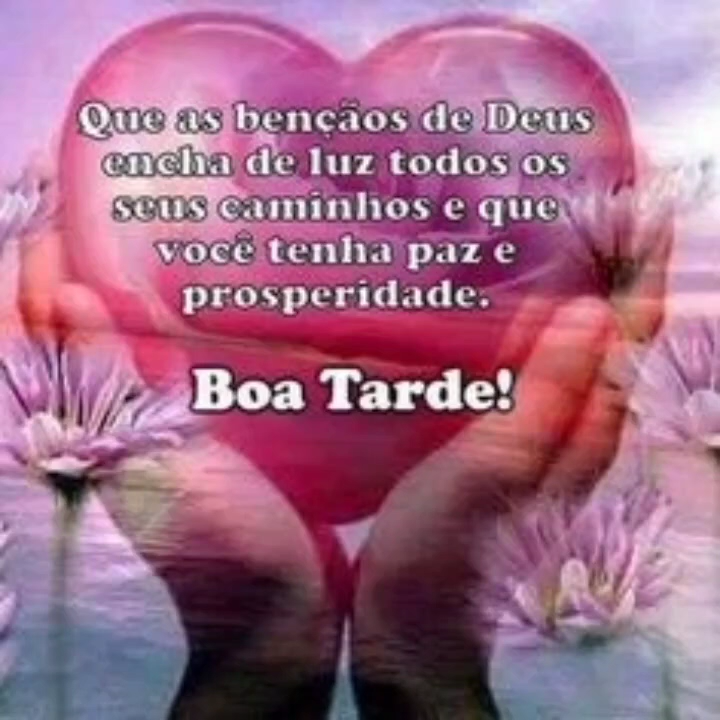 Que as bençãos de Deus
encha de luz todos os
seus caminhos e que
você tenha paz e
prosperidade.
Boa Tarde!